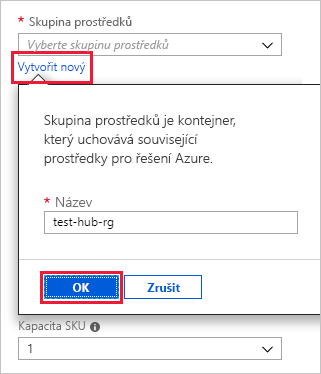 * Skupina prostředků
Vyberte skupinu prostředků
Vytvořit nový
Skupina prostředků je kontejner,
který uchovává související
prostředky pro řešení Azure.
* Název
test-hub-rg
OK Zrušit
Kapacita SKU
1